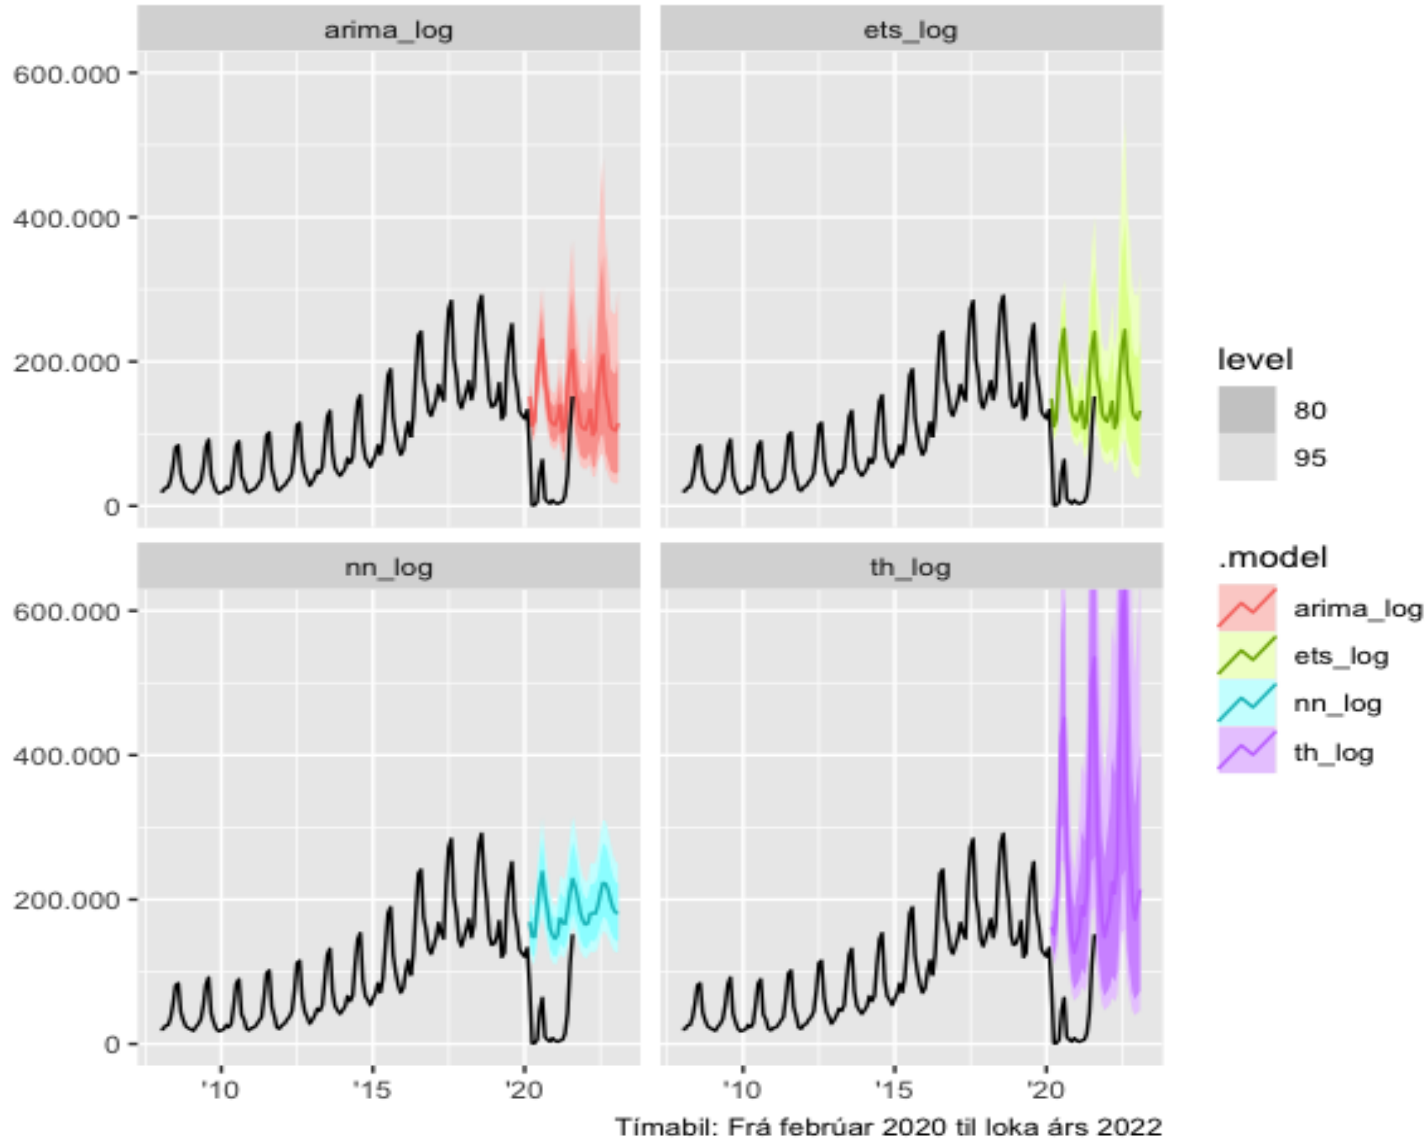 arima_log
ets_log
600.000
400.000
200.000
0
nn_log
th_log
600.000
400.000
200.000
0
'10
'15
'20
'10
'15
'20
Tímabil: Frá febrúar 2020 til loka árs 2022
level
80
95
.model
arima_log
ets_log
nn_log
th_log